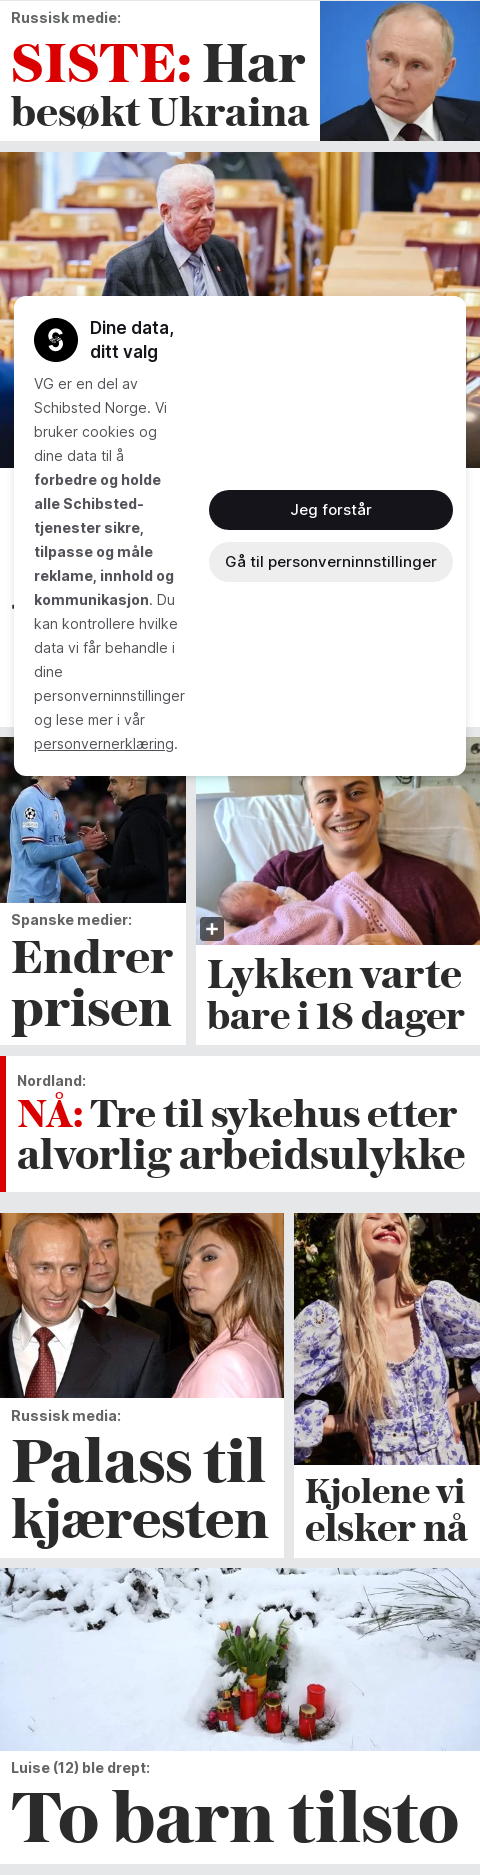 Russisk medie:
SISTE: Har
besøkt Ukraina
Dine data,
ditt valg
VG er en del av
Schibsted Norge. Vi
bruker cookies og
dine data til å
forbedre og holde
alle Schibsted-
tjenester sikre,
tilpasse og måle
reklame, innhold og
kommunikasjon. Du
kan kontrollere hvilke
data vi får behandle i
dine
personverninnstillinger
og lese mer i vår
personvernerklæring.
Jeg forstår
Gå til personverninnstillinger
Spanske medier:
Endrer
prisen
Lykken varte
bare i 18 dager
Nordland:
NÅ: Tre til sykehus etter
alvorlig arbeidsulykke
Russisk media:
Palass til
kjæresten
Kjolene vi
elsker nå
Luise (12) ble drept:
To barn tilsto